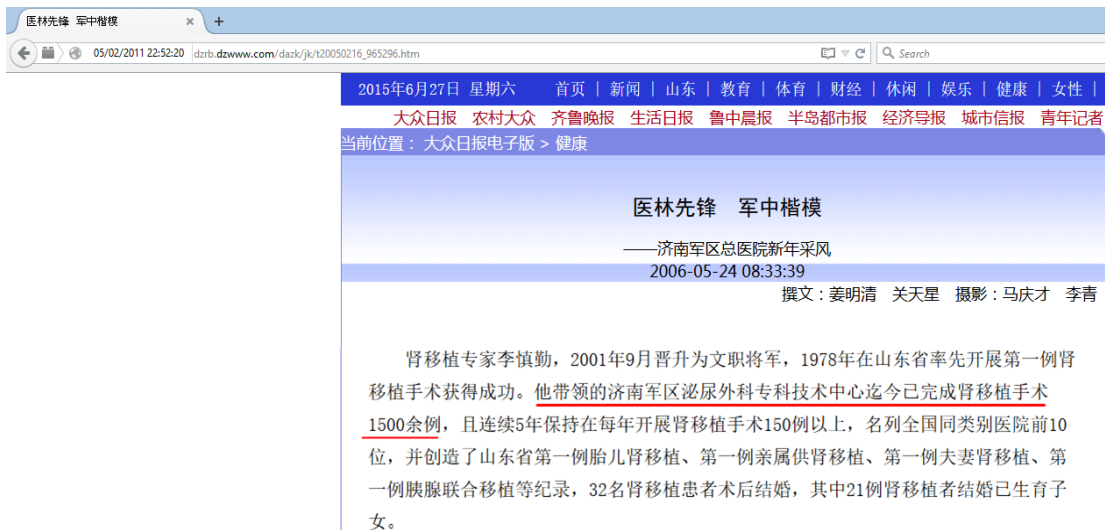 医林先锋 军中楷模
05/02/2011 22:52:20 dzrb.dzwww.com/dazk/jk/t20050216_965296.htm Search
2015年6月27日 星期六 首页 | 新闻 | 山东 | 教育 | 体育 | 财经 | 休闲 | 娱乐 | 健康 | 女性 |
大众日报 农村大众 齐鲁晚报 生活日报 鲁中晨报 半岛都市报 经济导报 城市信报 青年记者
当前位置： 大众日报电子版 > 健康
医林先锋 军中楷模
——济南军区总医院新年采风
2006-05-24 08:33:39
撰文：姜明清 关天星 摄影：马庆才 李青
肾移植专家李慎勤，2001年9月晋升为文职将军，1978年在山东省率先开展第一例肾
移植手术获得成功。他带领的济南军区泌尿外科专科技术中心迄今已完成肾移植手术
1500余例，且连续5年保持在每年开展肾移植手术150例以上，名列全国同类别医院前10
位，并创造了山东省第一例胎儿肾移植、第一例亲属供肾移植、第一例夫妻肾移植、第
一例胰腺联合移植等纪录，32名肾移植患者术后结婚，其中21例肾移植者结婚已生育子
女。